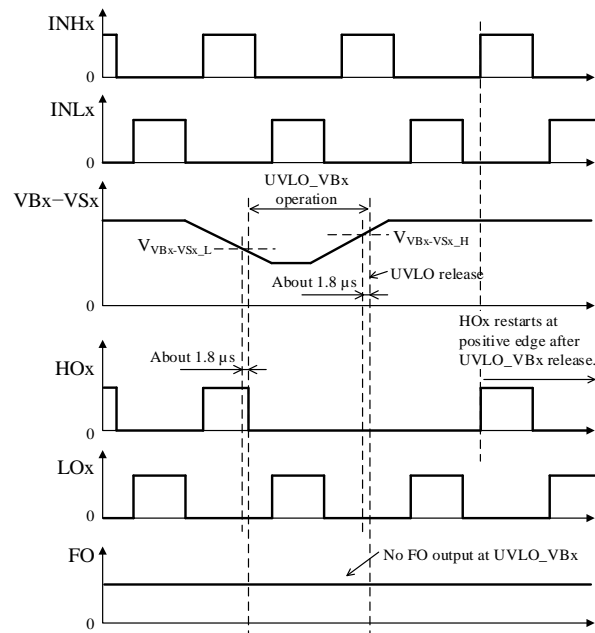 INHx
0
INLx
0
UVLO_VBx
operation
VBx−VSx
VVBx-VSx_L
VVBx-VSx_H
About 1.8 µs
UVLO release
0
HOx restarts at
positive edge after
UVLO_VBx release.
About 1.8 µs
HOx
0
LOx
0
FO
No FO output at UVLO_VBx
0